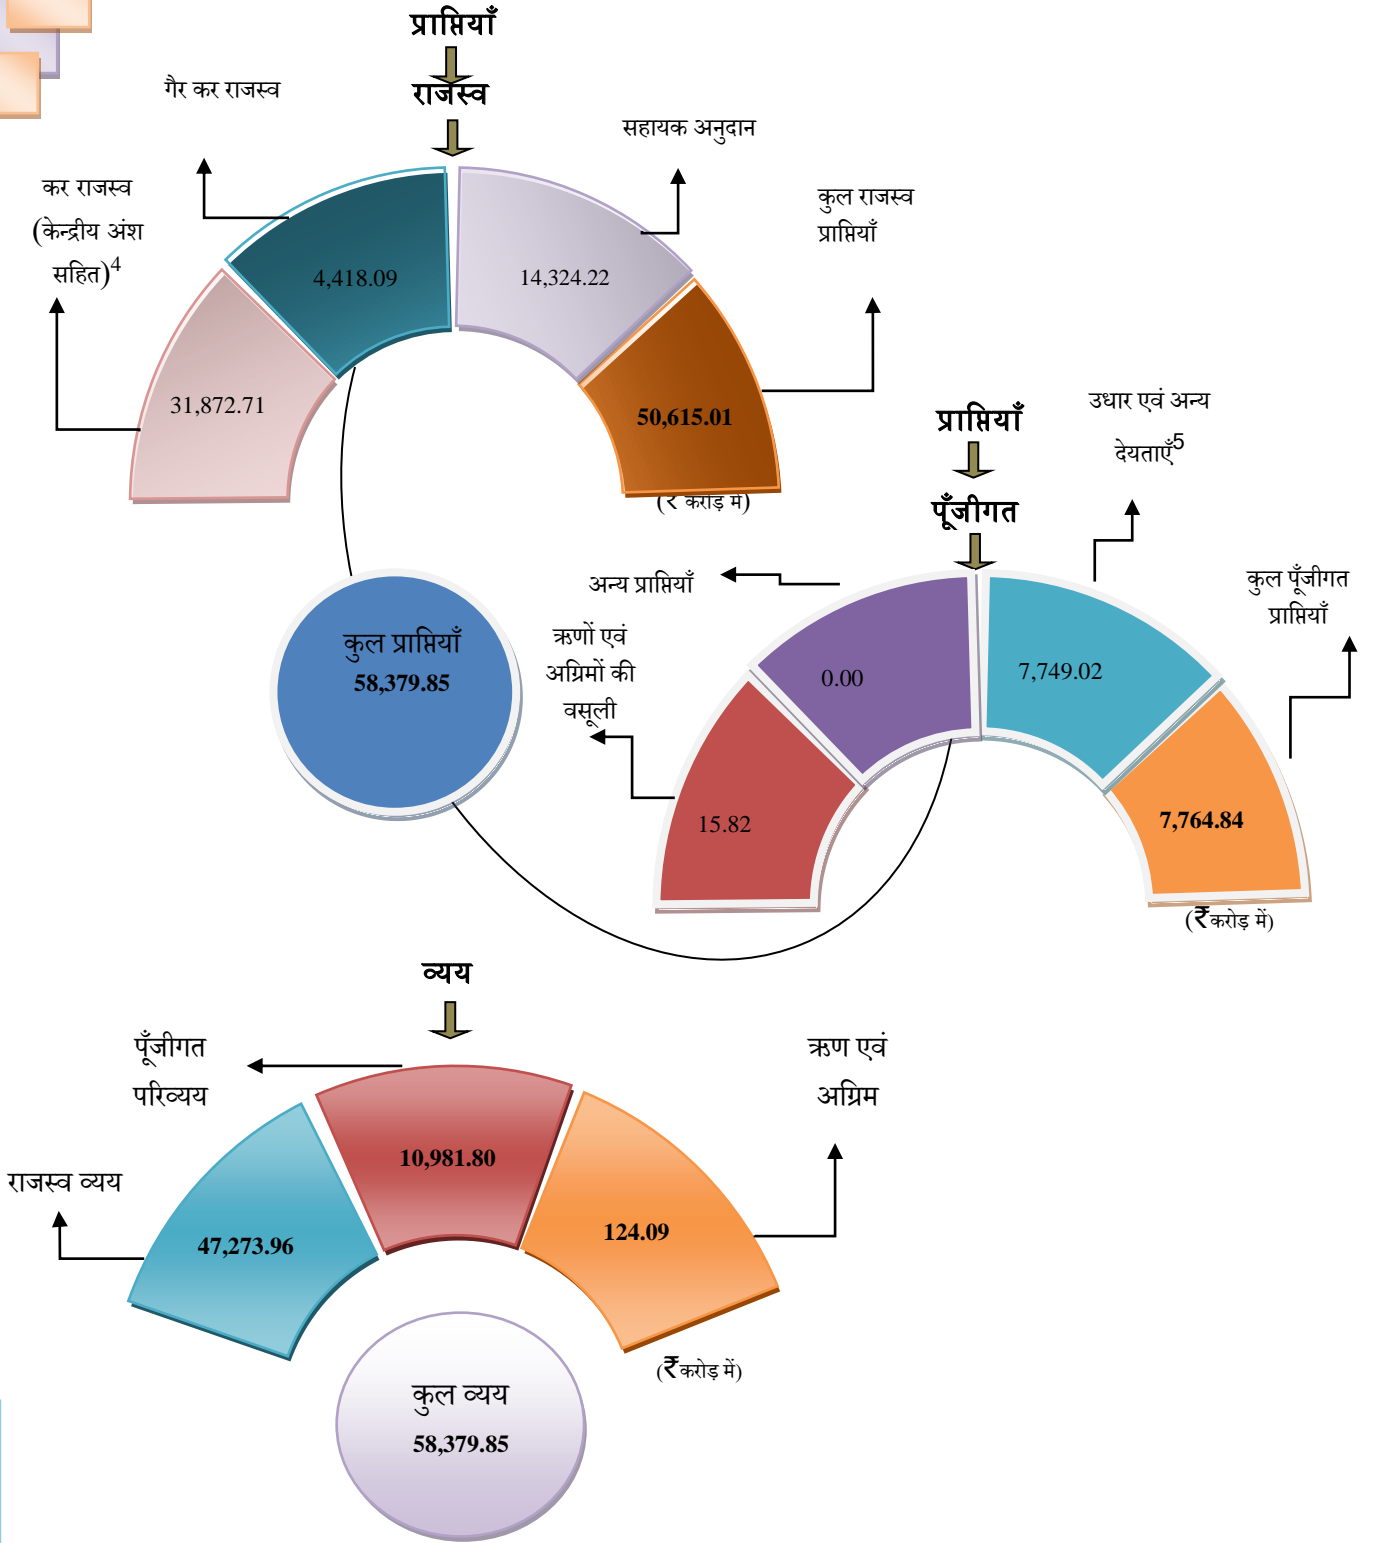 प्राप्तियाँ
राजस्व
गैर कर राजस्व
सहायक अनुदान
कर राजस्व
(केन्द्रीय अंश
सहित)4
कुल राजस्व
प्राप्तियाँ
4,418.09
14,324.22
31,872.71
50,615.01
(₹ करोड़ में)
प्राप्तियाँ
पूँजीगत
उधार एवं अन्य
देयताएँ5
अन्य प्राप्तियाँ
कुल पूँजीगत
प्राप्तियाँ
ऋणों एवं
अग्रिमों की
वसूली
कुल प्राप्तियाँ
58,379.85
0.00
7,749.02
15.82
7,764.84
(₹करोड़ में)
व्यय
पूँजीगत
परिव्यय
ऋण एवं
अग्रिम
राजस्व व्यय
10,981.80
124.09
47,273.96
(₹करोड़ में)
कुल व्यय
58,379.85